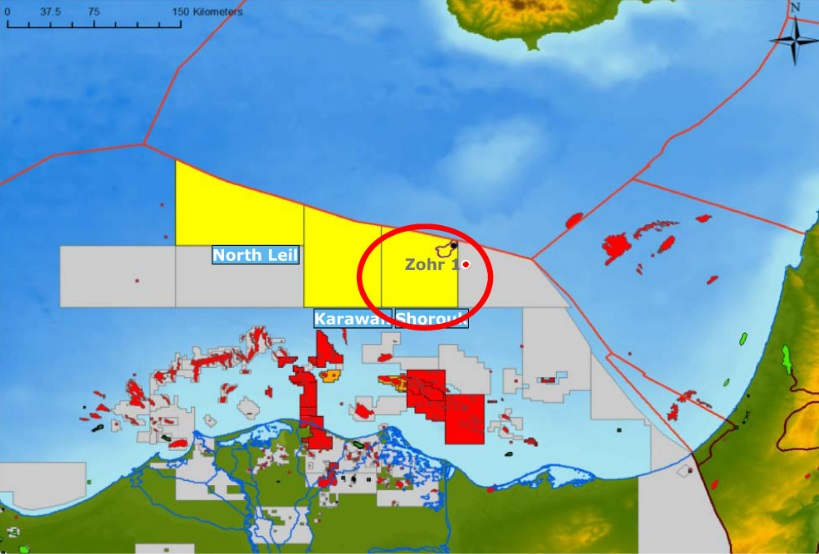 0 37.5 75 150 Kilometers
N
North Leil
Zohr 1
Karawan Shorouk